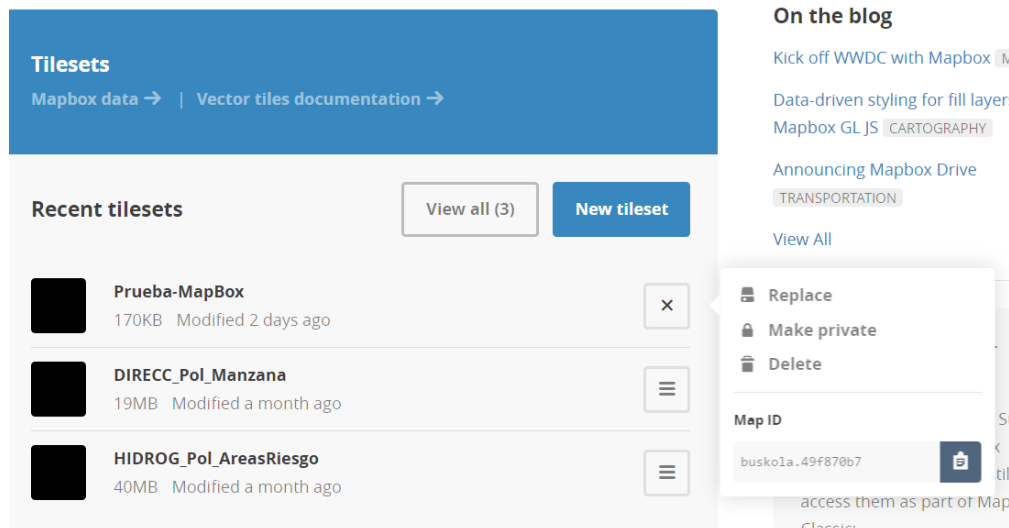 Tilesets
Mapbox data → | Vector tiles documentation →
Recent tilesets
View all (3)
New tileset
Prueba-MapBox
170KB Modified 2 days ago
DIRECC_Pol_Manzana
19MB Modified a month ago
HIDROG_Pol_AreasRiesgo
40MB Modified a month ago
Replace
Make private
Delete
Map ID
buskola.49f870b7
On the blog
Kick off WWDC with Mapbox
Data-driven styling for fill layers
Mapbox GL JS CARTOGRAPHY
Announcing Mapbox Drive
TRANSPORTATION
View All
access them as part of Map
Classic: